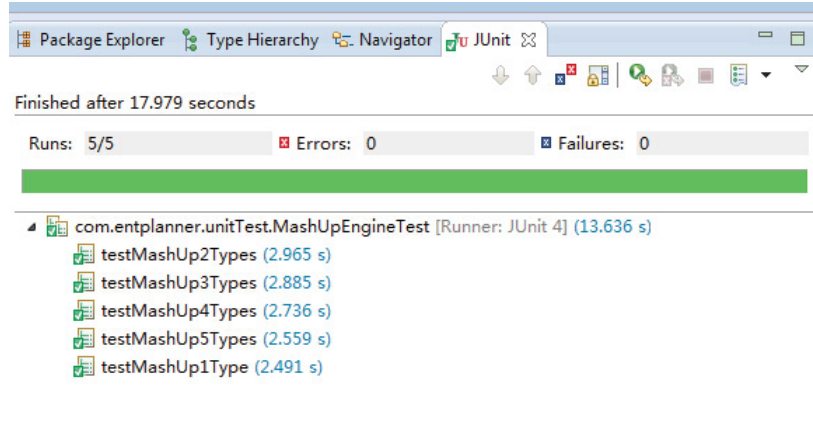 Package Explorer Type Hierarchy Navigator JUnit
Finished after 17.979 seconds
Runs: 5/5 Errors: 0 Failures: 0
com.entplanner.unitTest.MashUpEngineTest [Runner: JUnit 4] (13.636 s)
testMashUp2Types (2.965 s)
testMashUp3Types (2.885 s)
testMashUp4Types (2.736 s)
testMashUp5Types (2.559 s)
testMashUp1Type (2.491 s)